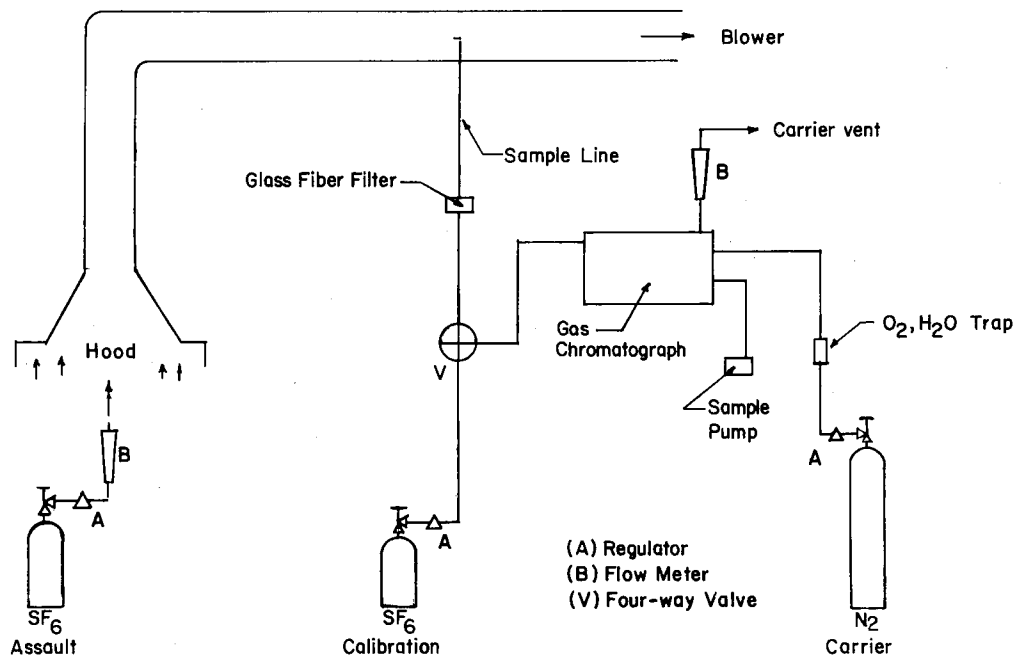 Blower
Carrier vent
B
Sample Line
Glass Fiber Filter
Hood
V
Gas
Chromatograph
O2, H2O Trap
Sample
Pump
B
A
A
A
(A) Regulator
(B) Flow Meter
(V) Four-way Valve
SF6
Assault
SF6
Calibration
N2
Carrier